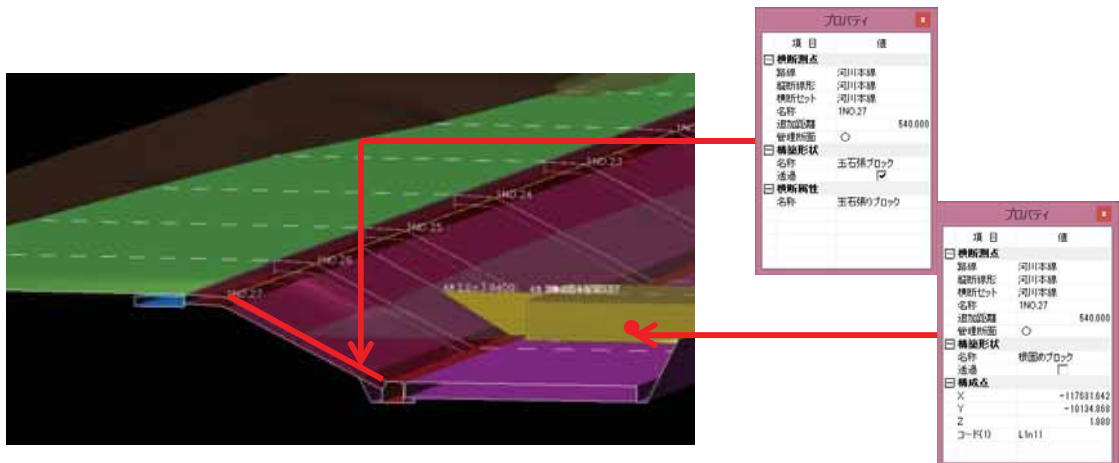 プロパティ
項目 値
横断測点
路線 河川本線
縦断線形 河川本線
横断セット 河川本線
名称 1NO.27
追加距離 540.000
管理断面 ○
構築形状
名称 玉石張ブロック
透過
横断属性
名称 玉石張りブロック
プロパティ
項目 値
横断測点
路線 河川本線
縦断線形 河川本線
横断セット 河川本線
名称 1NO.27
追加距離 540.000
管理断面 ○
構築形状
名称 根固めブロック
透過
構成点
X
Y
Z
コード(1) L1n11
1NO.23
1NO.24
1NO.25
1NO.26
1NO.27